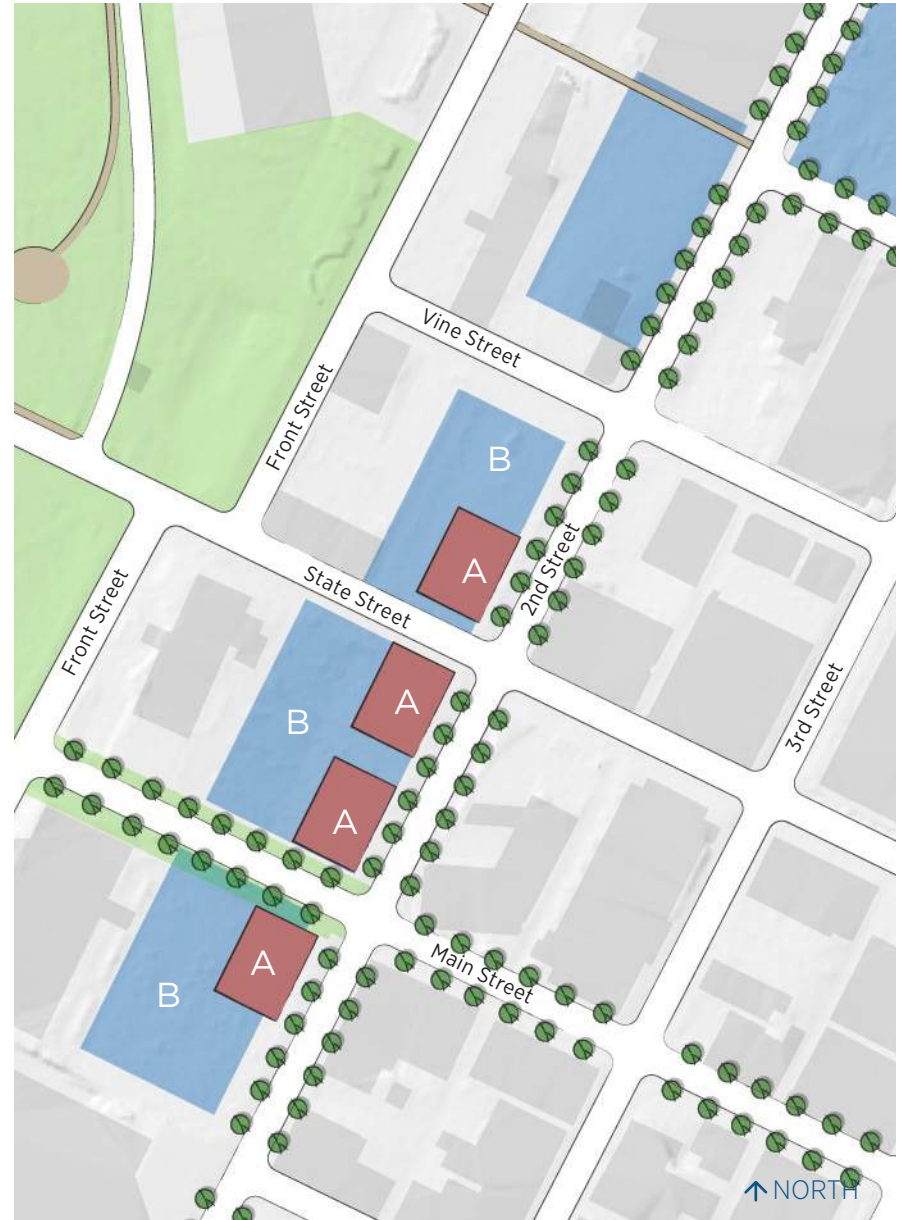 Vine Street
Front Street
B
A
2nd Street
State Street
Front Street
A
B
3rd Street
A
Main Street
A
B
NORTH